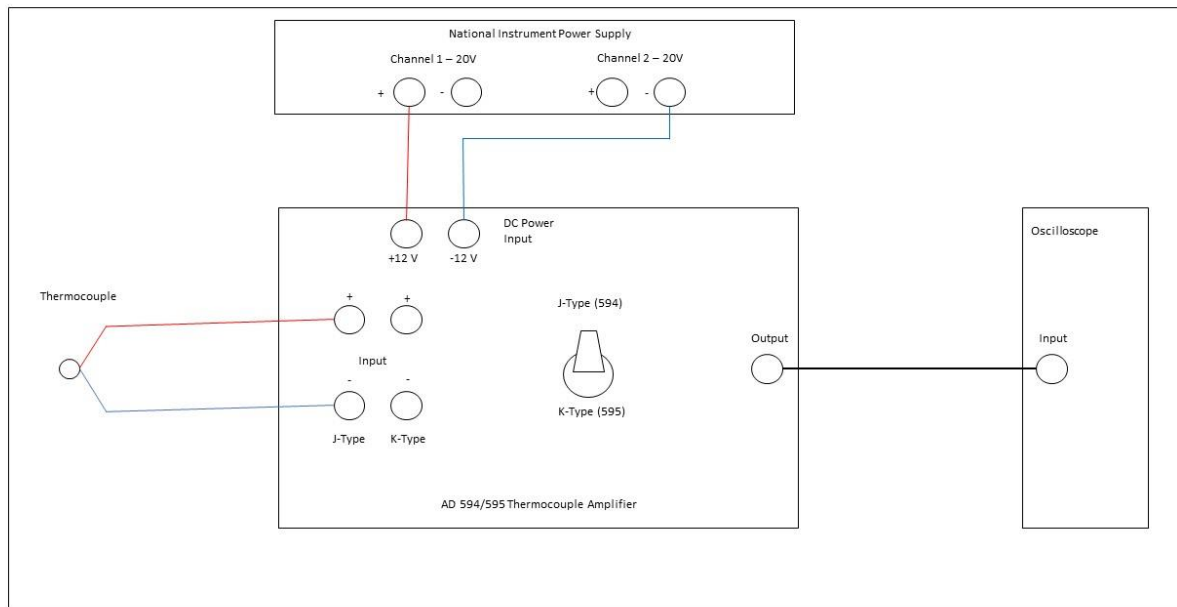 National Instrument Power Supply
Channel 1 – 20V
Channel 2 – 20V
+
-
+
-
DC Power
Input
+12 V
-12 V
Oscilloscope
Thermocouple
+
+
J-Type (594)
Output
Input
Input
-
-
K-Type (595)
J-Type
K-Type
AD 594/595 Thermocouple Amplifier